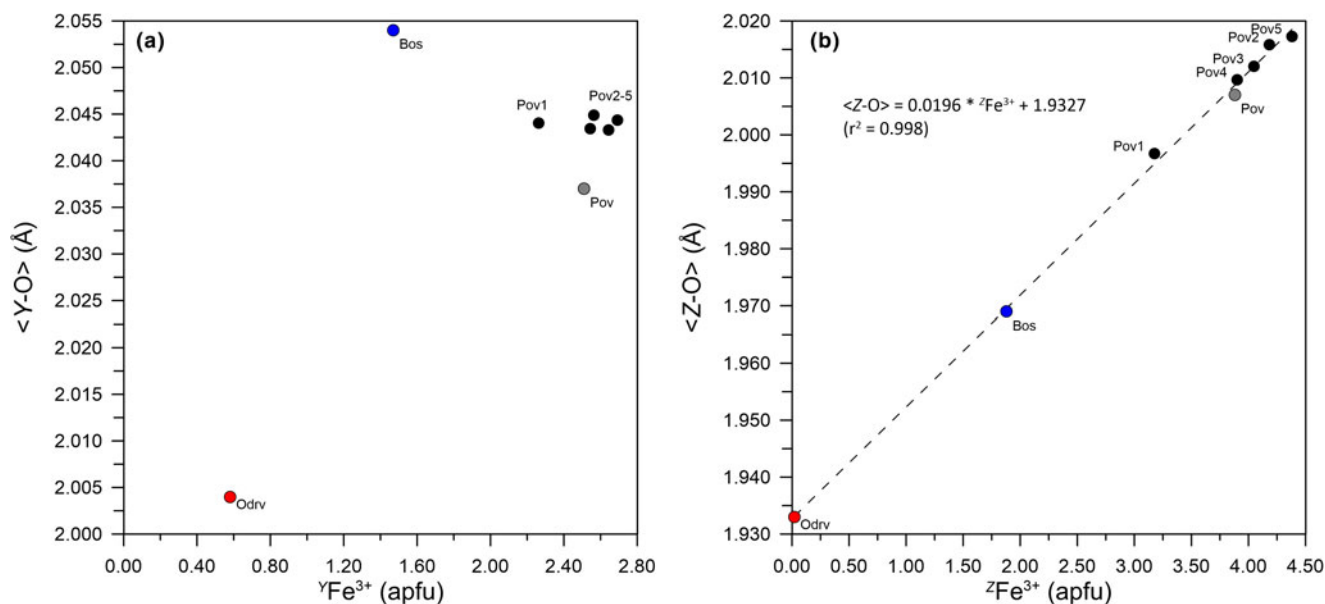 (a)
2.055
2.050
2.045
2.040
2.035
2.030
2.025
2.020
2.015
2.010
2.005
2.000
<Y-O> (Å)
Bos
Pov1
Pov2-5
Pov
Odrv
0.00 0.40 0.80 1.20 1.60 2.00 2.40 2.80
YFe3+ (apfu)
(b)
2.020
2.010
2.000
1.990
1.980
1.970
1.960
1.950
1.940
1.930
<Z-O> (Å)
Pov5
Pov2
Pov3
Pov4
Pov
<Z-O> = 0.0196 * ZFe3+ + 1.9327
(r2 = 0.998)
Pov1
Bos
Odrv
0.00 0.50 1.00 1.50 2.00 2.50 3.00 3.50 4.00 4.50
ZFe3+ (apfu)